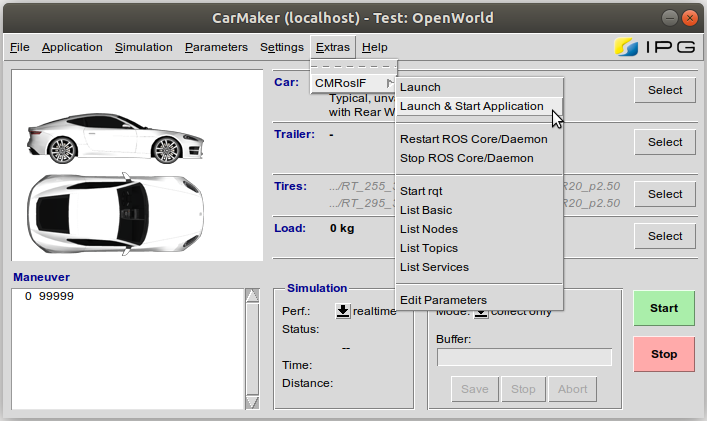 CarMaker (localhost) - Test: OpenWorld
File Application Simulation Parameters Settings Extras Help
IPG
CMRosIF
Launch
Launch & Start Application
Restart ROS Core/Daemon
Stop ROS Core/Daemon
Start rqt
List Basic
List Nodes
List Topics
List Services
Edit Parameters
Car:
Typical, unv
with Rear W
Select
Trailer: -
Select
Tires: .../RT_255_ R20_p2.50
.../RT_295_ R20_p2.50
Select
Load: 0 kg
Select
Maneuver
0 99999
Simulation
Perf.: realtime
Status:
--
Time:
Distance:
Mode: collect only
Buffer:
Save Stop Abort
Start
Stop